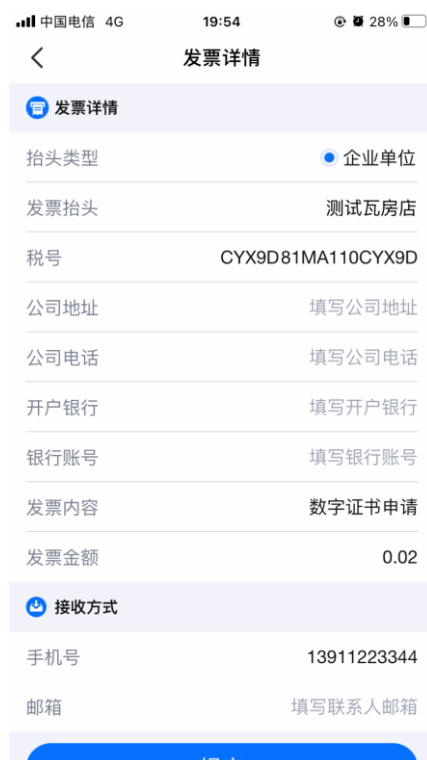 中国电信 4G 19:54 28%
发票详情
发票详情
抬头类型 企业单位
发票抬头 测试瓦房店
税号 CYX9D81MA110CYX9D
公司地址 填写公司地址
公司电话 填写公司电话
开户银行 填写开户银行
银行账号 填写银行账号
发票内容 数字证书申请
发票金额 0.02
接收方式
手机号 13911223344
邮箱 填写联系人邮箱